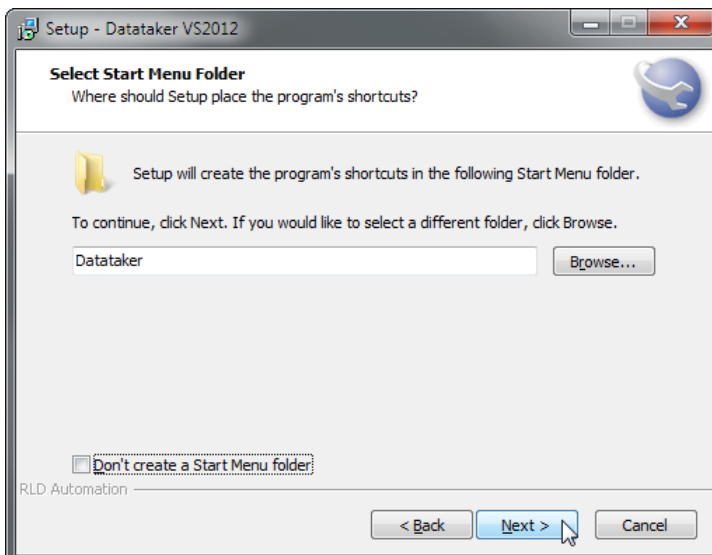 Setup - Datataker VS2012
Select Start Menu Folder
Where should Setup place the program's shortcuts?
Setup will create the program's shortcuts in the following Start Menu folder.
To continue, click Next. If you would like to select a different folder, click Browse.
Datataker
Browse...
Don't create a Start Menu folder
RLD Automation
< Back
Next >
Cancel